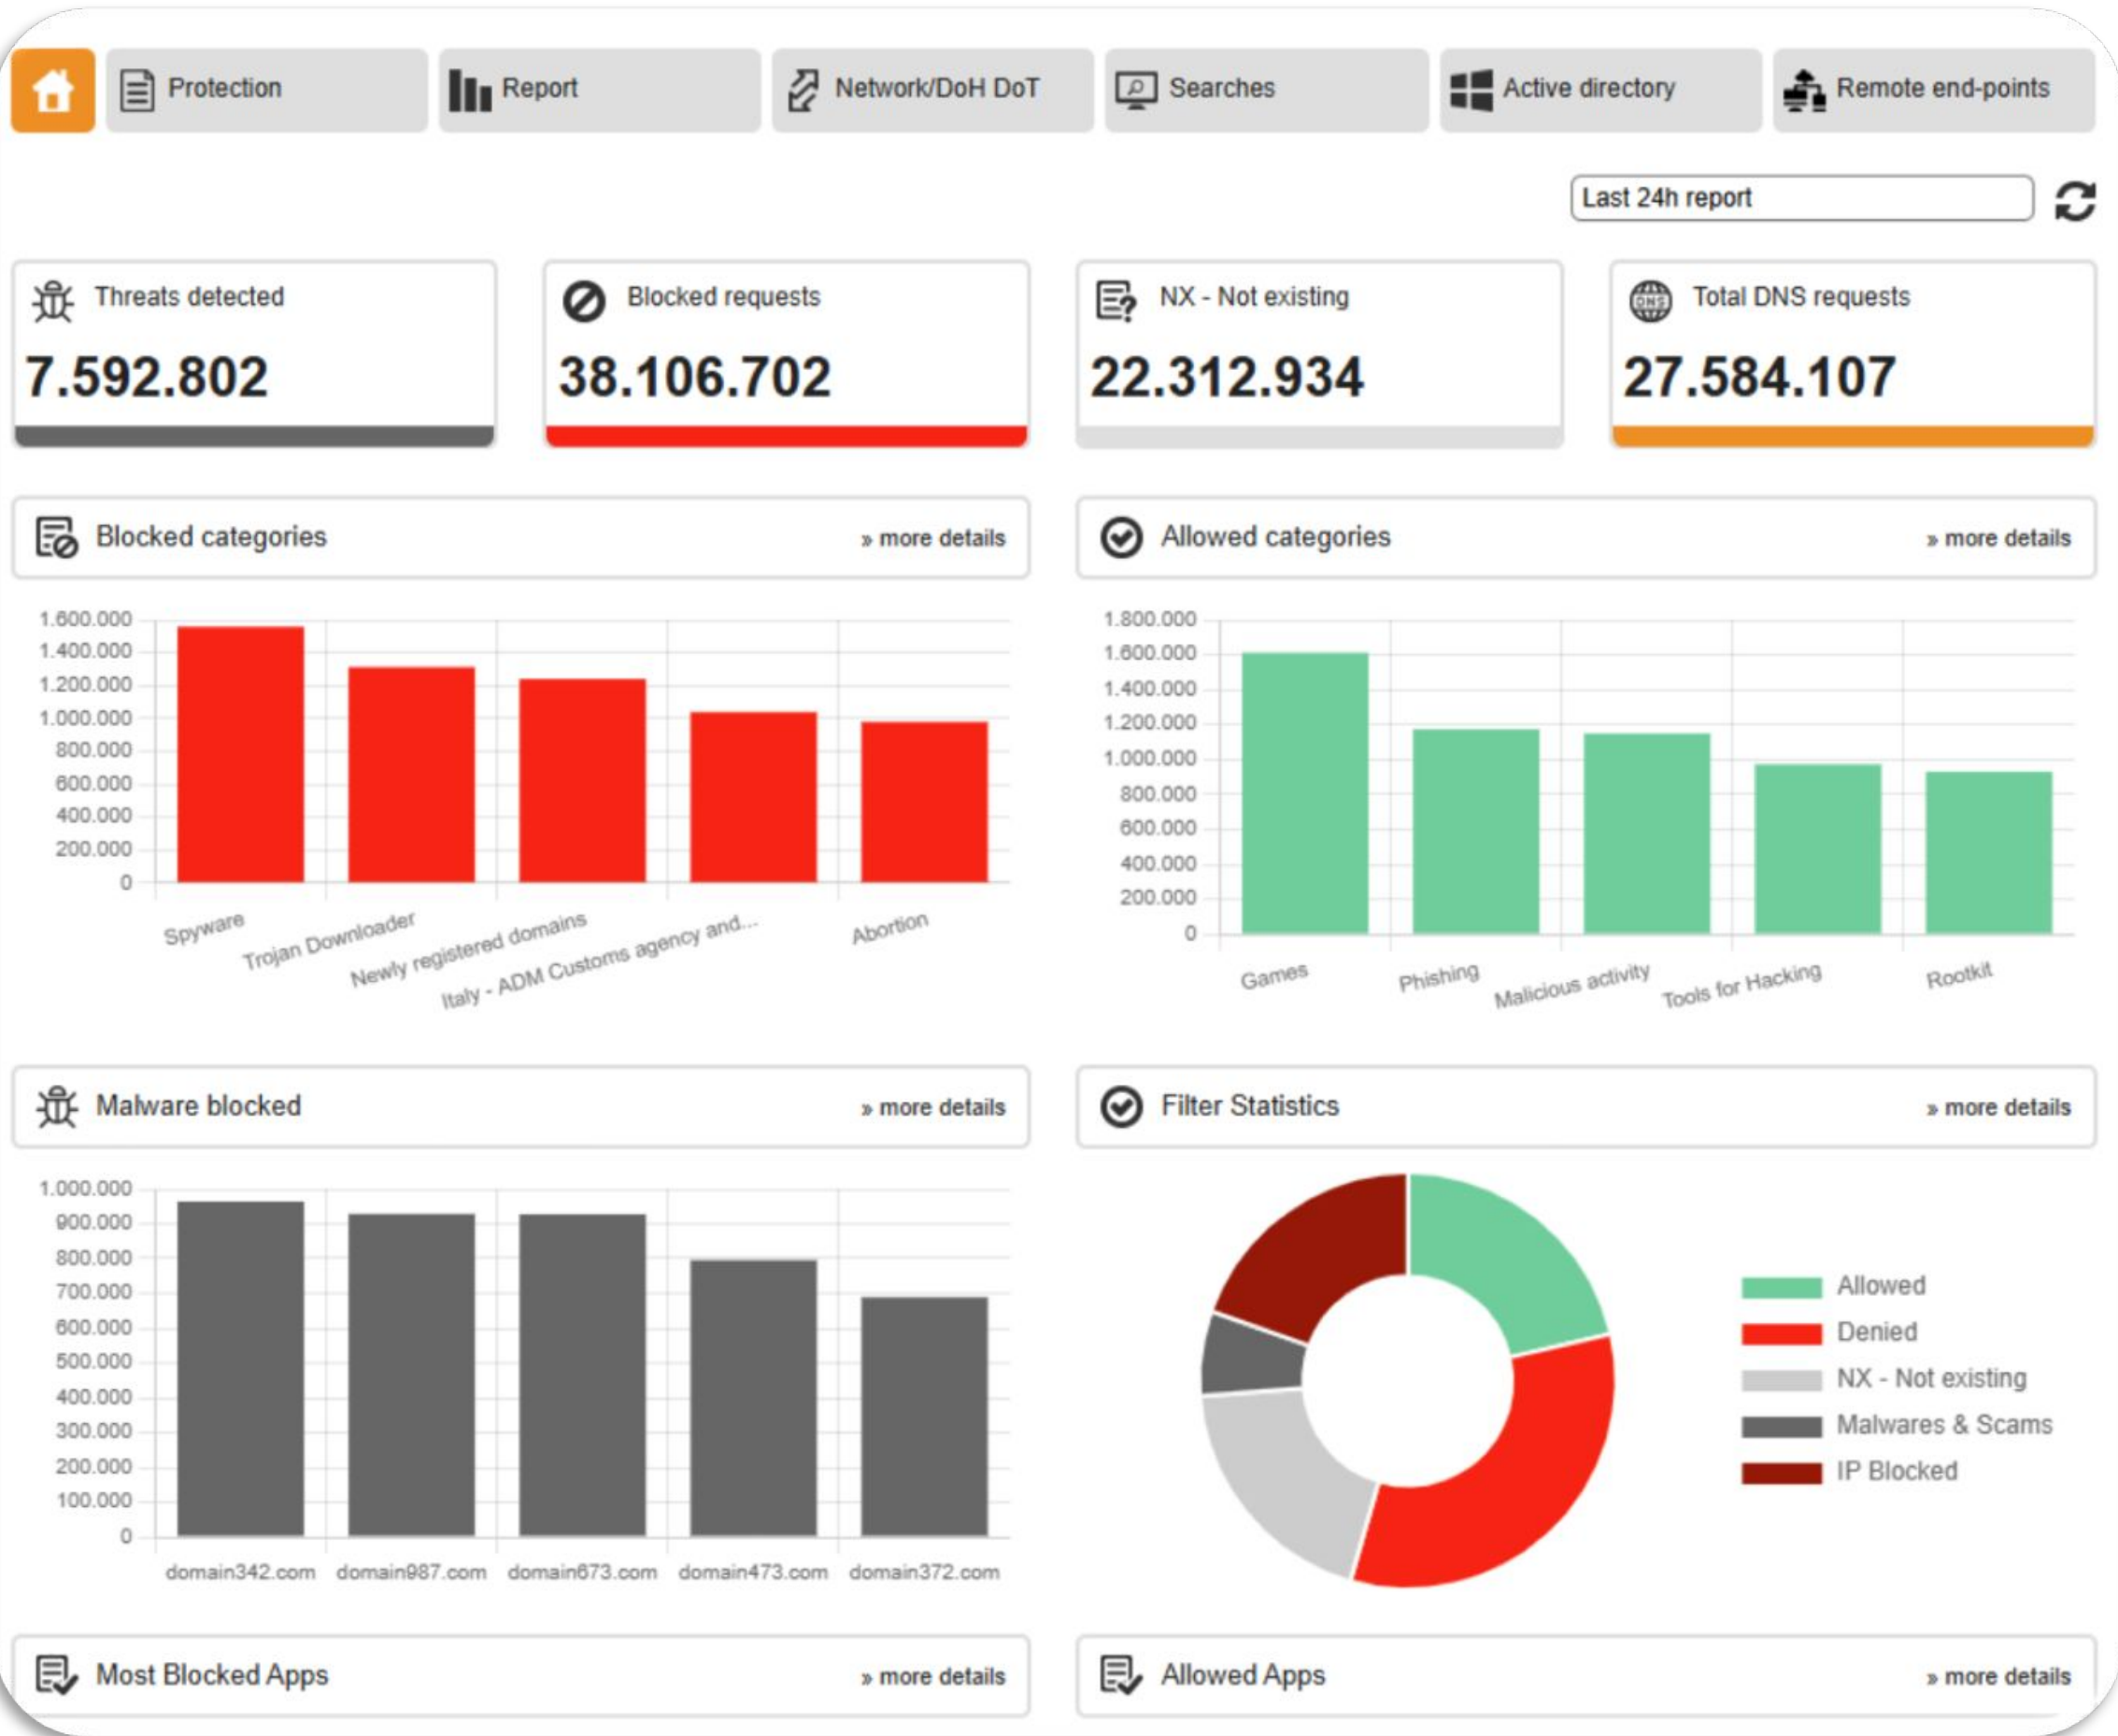 Protection
Report
Network/DoH DoT
Searches
Active directory
Remote end-points
Last 24h report
Threats detected
7.592.802
Blocked requests
38.106.702
NX - Not existing
22.312.934
DNS
Total DNS requests
27.584.107
Blocked categories
» more details
1.600.000
1.400.000
1.200.000
1.000.000
800.000
600.000
400.000
200.000
0
Spyware
Trojan Downloader
Newly registered domains
Italy - ADM Customs agency and...
Abortion
Allowed categories
» more details
1.800.000
1.600.000
1.400.000
1.200.000
1.000.000
800.000
600.000
400.000
200.000
0
Games
Phishing
Malicious activity
Tools for Hacking
Rootkit
Malware blocked
» more details
1.000.000
900.000
800.000
700.000
600.000
500.000
400.000
300.000
200.000
100.000
0
domain342.com
domain987.com
domain673.com
domain473.com
domain372.com
Filter Statistics
» more details
Allowed
Denied
NX - Not existing
Malwares & Scams
IP Blocked
Most Blocked Apps
» more details
Allowed Apps
» more details